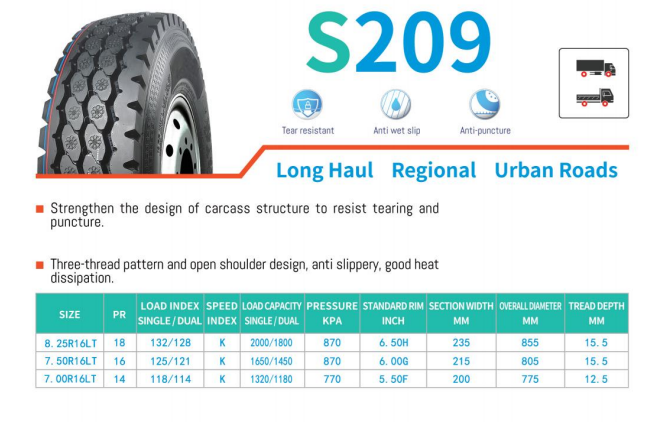 S209
Tear resistant Anti wet slip Anti-puncture
Long Haul Regional Urban Roads
Strengthen the design of carcass structure to resist tearing and
puncture.
Three-thread pattern and open shoulder design, anti slippery, good heat
dissipation.
SIZE PR LOAD INDEX SINGLE / DUAL SPEED INDEX LOAD CAPACITY SINGLE / DUAL PRESSURE KPA STANDARD RIM INCH SECTION WIDTH MM OVERALL DIAMETER MM TREAD DEPTH MM
8.25R16LT 18 132/128 K 2000/1800 870 6.50H 235 855 15.5
7.50R16LT 16 125/121 K 1650/1450 870 6.00G 215 805 15.5
7.00R16LT 14 118/114 K 1320/1180 770 5.50F 200 775 12.5